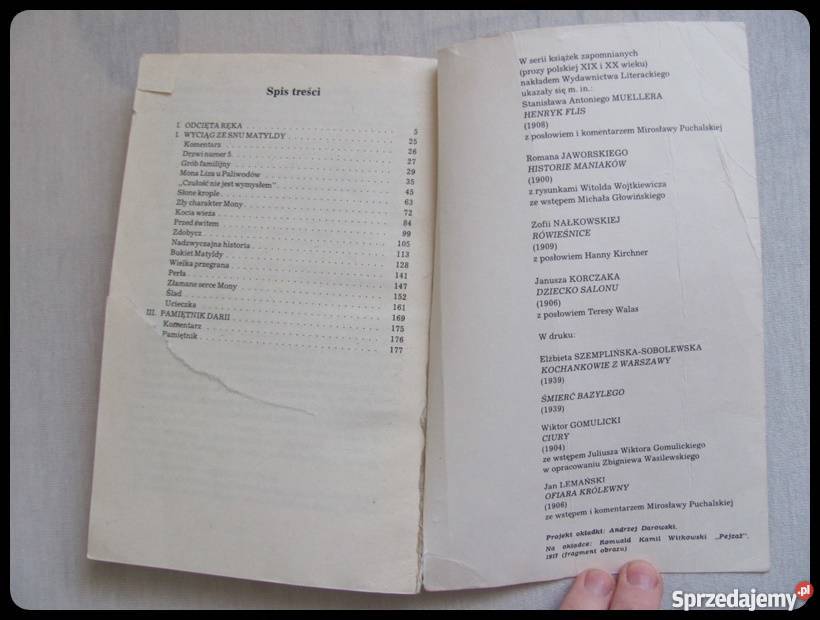 Spis treści
I. ODCIĘTA RĘKA 5
I. WYCIĄG ZE SNU MATYLDY 25
Komentarz 26
Drzwi numer 5 27
Grób familijny 29
Mona Liza u Paliwodów 35
„Czułość nie jest wymysłem" 45
Słone krople 63
Zły charakter Mony 72
Kocia wieża 84
Przed świtem 99
Zdobycz 105
Nadzwyczajna historia 113
Bukiet Matyldy 128
Wielka przegrana 141
Perła 147
Złamane serce Mony 152
Ślad 161
Ucieczka 169
III. PAMIĘTNIK DARII 175
Komentarz 176
Pamiętnik 177
W serii książek zapomnianych
(prozy polskiej XIX i XX wieku)
nakładem Wydawnictwa Literackiego
ukazały się m. in.:
Stanisława Antoniego MUELLERA
HENRYK FLIS
(1908)
z posłowiem i komentarzem Mirosławy Puchalskiej
Romana JAWORSKIEGO
HISTORIE MANIAKÓW
(1900)
z rysunkami Witolda Wojtkiewicza
ze wstępem Michała Głowińskiego
Zofii NAŁKOWSKIEJ
RÓWIEŚNICE
(1909)
z posłowiem Hanny Kirchner
Janusza KORCZAKA
DZIECKO SALONU
(1906)
z posłowiem Teresy Walas
W druku:
Elżbieta SZEMPLIŃSKA-SOBOLEWSKA
KOCHANKOWIE Z WARSZAWY
(1939)
ŚMIERĆ BAZYLEGO
(1939)
Wiktor GOMULICKI
CIURY
(1904)
ze wstępem Juliusza Wiktora Gomulickiego
w opracowaniu Zbigniewa Wasilewskiego
Jan LEMAŃSKI
OFIARA KRÓLEWNY
(1906)
ze wstępem i komentarzem Mirosławy Puchalskiej
Projekt okładki: Andrzej Darowski.
Na okładce: Romuald Kamil Witkowski „Pejzaż"
1917 (fragment obrazu)
Sprzedajemy.pl